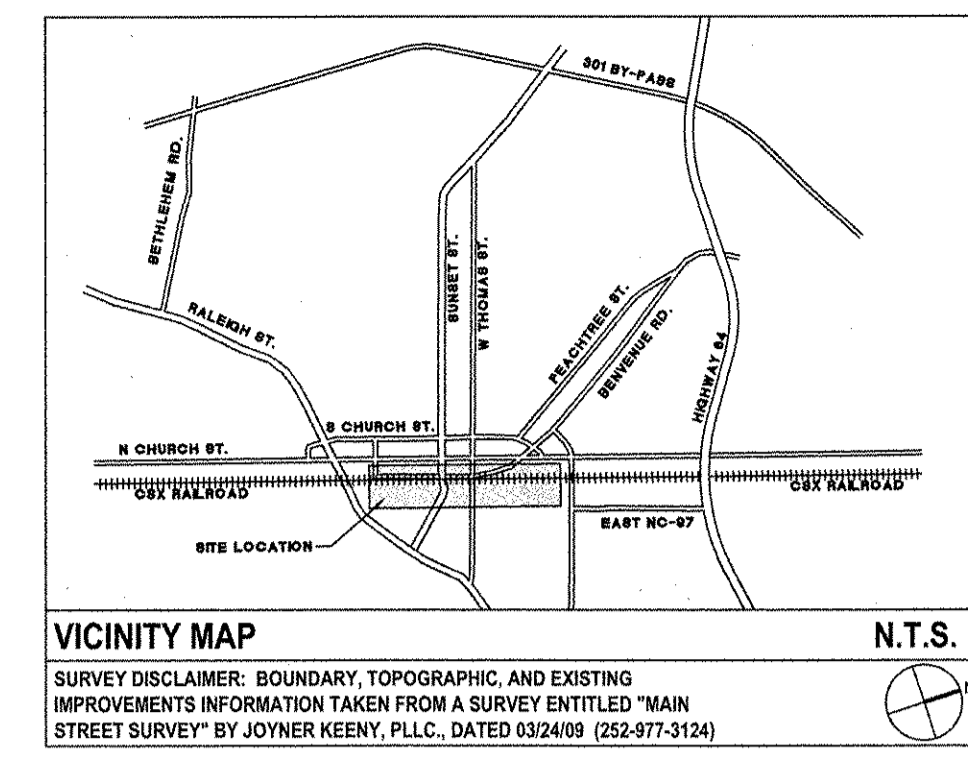 301 BY-PASS
BETHLEHEM RD.
SUNSET ST.
W THOMAS ST.
PEACHTREE ST.
BENVENUE RD.
HIGHWAY 64
RALEIGH ST.
S CHURCH ST.
N CHURCH ST.
CSX RAILROAD
CSX RAILROAD
EAST NC-97
SITE LOCATION
VICINITY MAP
N.T.S.
SURVEY DISCLAIMER: BOUNDARY, TOPOGRAPHIC, AND EXISTING
IMPROVEMENTS INFORMATION TAKEN FROM A SURVEY ENTITLED "MAIN
STREET SURVEY" BY JOYNER KEENY, PLLC., DATED 03/24/09 (252-977-3124)
N